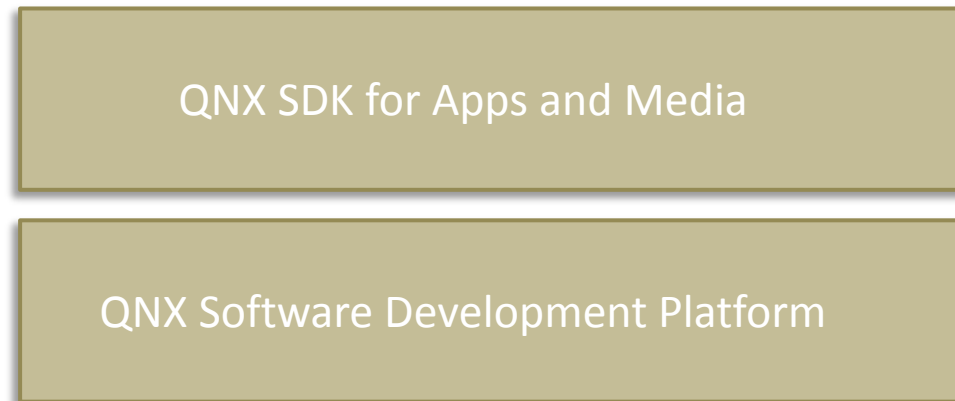 QNX SDK for Apps and Media
QNX Software Development Platform